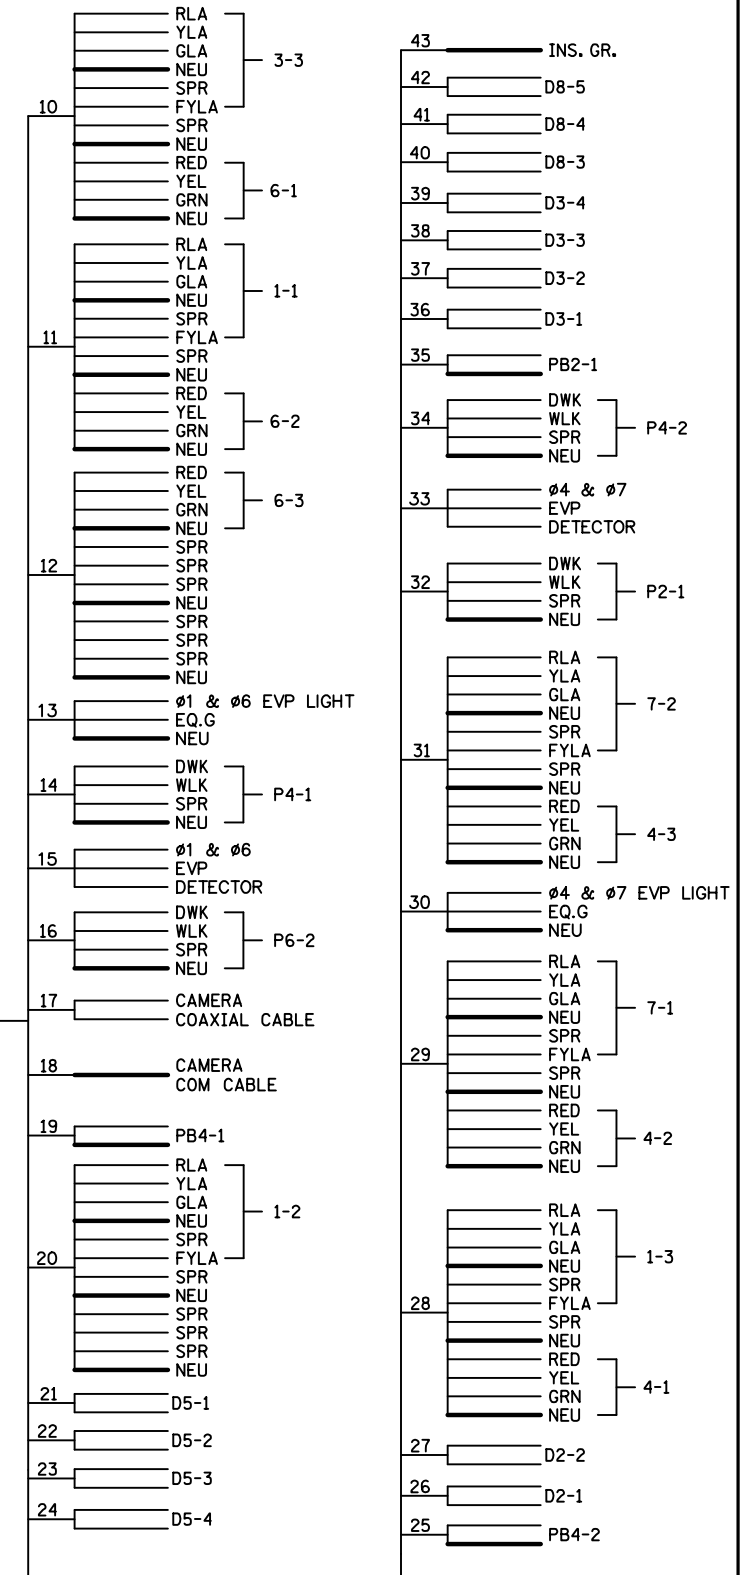 10
RLA
YLA
GLA
NEU
SPR
FYLA
3-3
SPR
NEU
RED
YEL
GRN
NEU
6-1
11
RLA
YLA
GLA
NEU
SPR
FYLA
1-1
SPR
NEU
RED
YEL
GRN
NEU
6-2
12
RED
YEL
GRN
NEU
6-3
SPR
SPR
SPR
NEU
SPR
SPR
SPR
NEU
13
ø1 & ø6 EVP LIGHT
EQ.G
NEU
14
DWK
WLK
SPR
NEU
P4-1
15
ø1 & ø6
EVP
DETECTOR
16
DWK
WLK
SPR
NEU
P6-2
17
CAMERA
COAXIAL CABLE
18
CAMERA
COM CABLE
19
PB4-1
20
RLA
YLA
GLA
NEU
SPR
FYLA
1-2
SPR
NEU
SPR
SPR
SPR
NEU
21
D5-1
22
D5-2
23
D5-3
24
D5-4
43
INS. GR.
42
D8-5
41
D8-4
40
D8-3
39
D3-4
38
D3-3
37
D3-2
36
D3-1
35
PB2-1
34
DWK
WLK
SPR
NEU
P4-2
33
ø4 & ø7
EVP
DETECTOR
32
DWK
WLK
SPR
NEU
P2-1
31
RLA
YLA
GLA
NEU
SPR
FYLA
7-2
SPR
NEU
RED
YEL
GRN
NEU
4-3
30
ø4 & ø7 EVP LIGHT
EQ.G
NEU
29
RLA
YLA
GLA
NEU
SPR
FYLA
7-1
SPR
NEU
RED
YEL
GRN
NEU
4-2
28
RLA
YLA
GLA
NEU
SPR
FYLA
1-3
SPR
NEU
RED
YEL
GRN
NEU
4-1
27
D2-2
26
D2-1
25
PB4-2